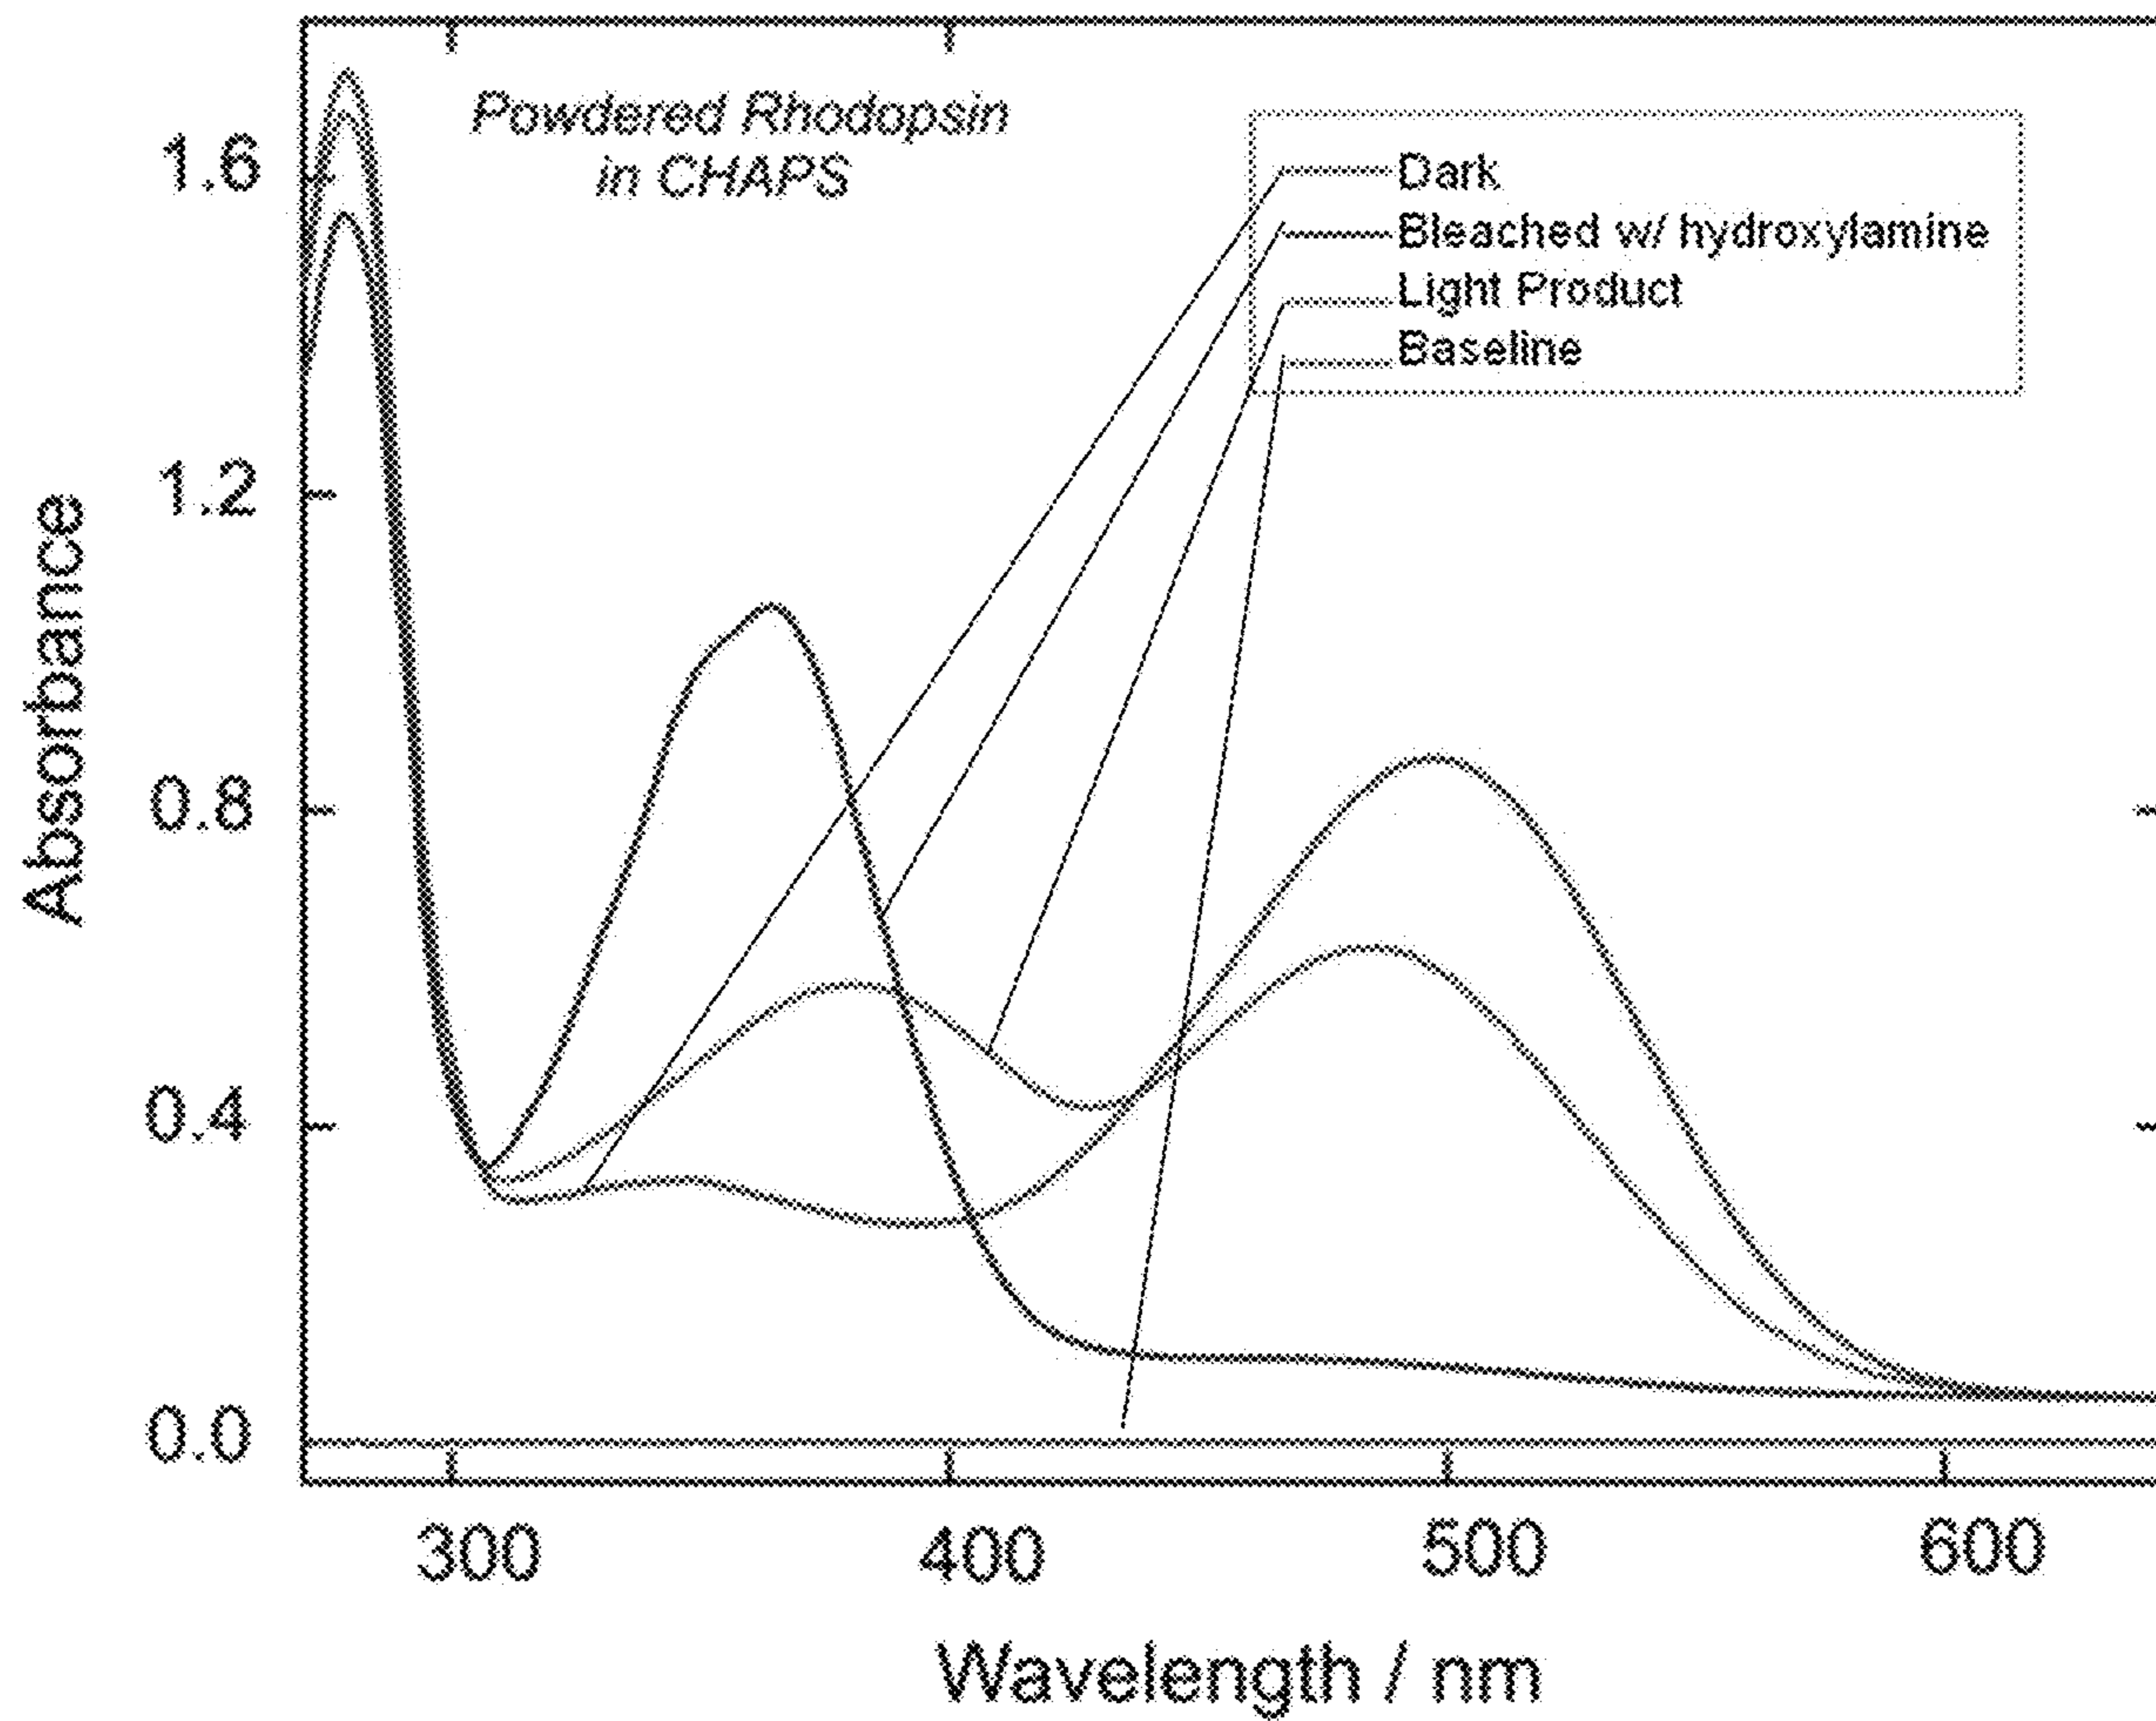 Powdered Rhodopsin
in CHAPS
Dark
Bleached w/ hydroxylamine
Light Product
Baseline
Absorbance
1.6
1.2
0.8
0.4
0.0
300 400 500 600
Wavelength / nm